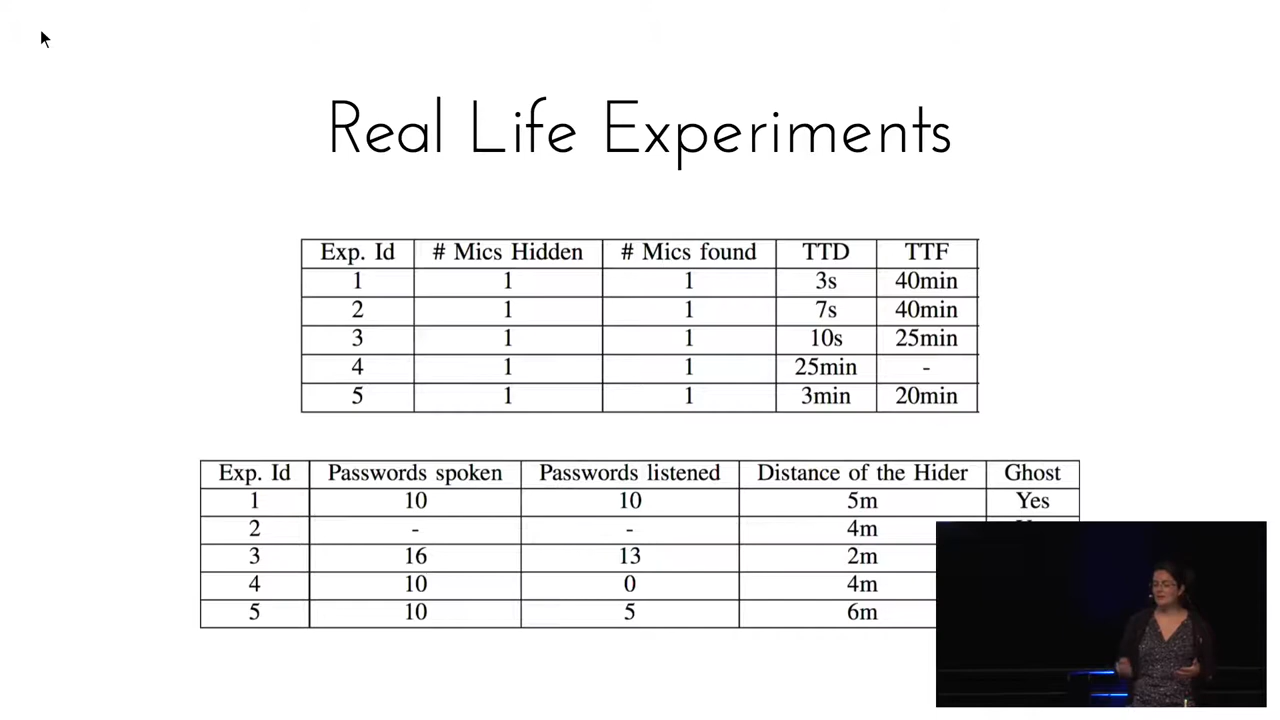 Real Life Experiments
Exp. Id # Mics Hidden # Mics found TTD TTF
1 1 1 3s 40min
2 1 1 7s 40min
3 1 1 10s 25min
4 1 1 25min -
5 1 1 3min 20min
Exp. Id Passwords spoken Passwords listened Distance of the Hider Ghost
1 10 10 5m Yes
2 - - 4m
3 16 13 2m
4 10 0 4m
5 10 5 6m